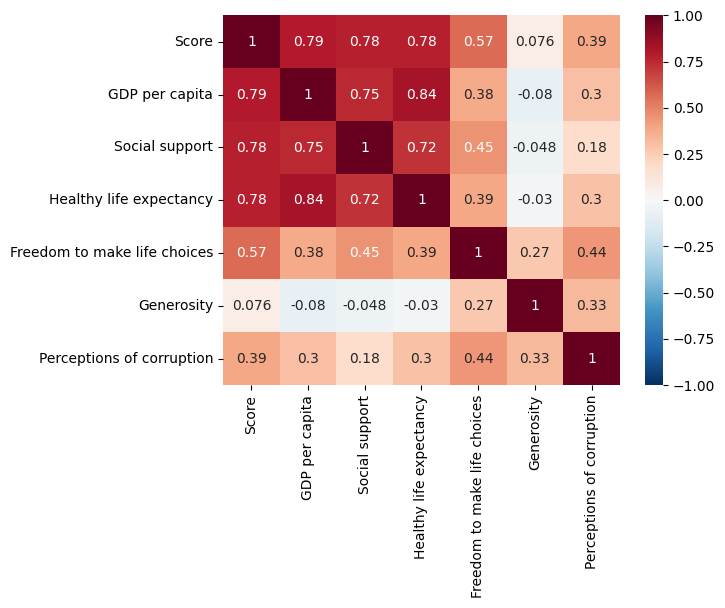 Score 1 0.79 0.78 0.78 0.57 0.076 0.39
GDP per capita 0.79 1 0.75 0.84 0.38 -0.08 0.3
Social support 0.78 0.75 1 0.72 0.45 -0.048 0.18
Healthy life expectancy 0.78 0.84 0.72 1 0.39 -0.03 0.3
Freedom to make life choices 0.57 0.38 0.45 0.39 1 0.27 0.44
Generosity 0.076 -0.08 -0.048 -0.03 0.27 1 0.33
Perceptions of corruption 0.39 0.3 0.18 0.3 0.44 0.33 1
Score
GDP per capita
Social support
Healthy life expectancy
Freedom to make life choices
Generosity
Perceptions of corruption
1.00
0.75
0.50
0.25
0.00
−0.25
−0.50
−0.75
−1.00